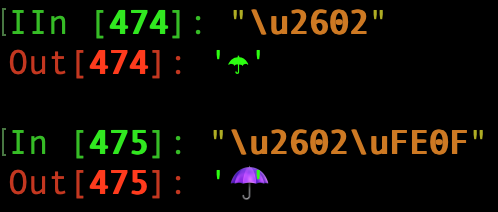 [IIn [474]: "\u2602"
Out[474]: '☂'
[In [475]: "\u2602\uFE0F"
Out[475]: '☂️'